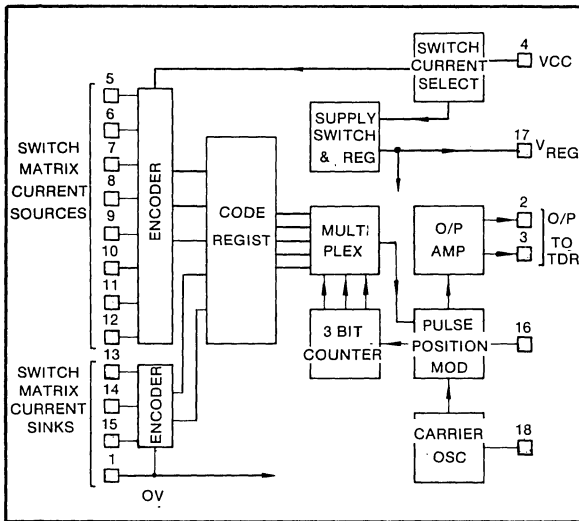 SWITCH
CURRENT
SELECT
4
VCC
5
6
7
8
9
10
11
12
SWITCH
MATRIX
CURRENT
SOURCES
ENCODER
SUPPLY
SWITCH
& REG
17
VREG
CODE
REGIST
MULTI
PLEX
O/P
AMP
2
3
O/P
TO
TDR
3 BIT
COUNTER
PULSE
POSITION
MOD
16
13
14
15
1
SWITCH
MATRIX
CURRENT
SINKS
ENCODER
CARRIER
OSC
18
OV